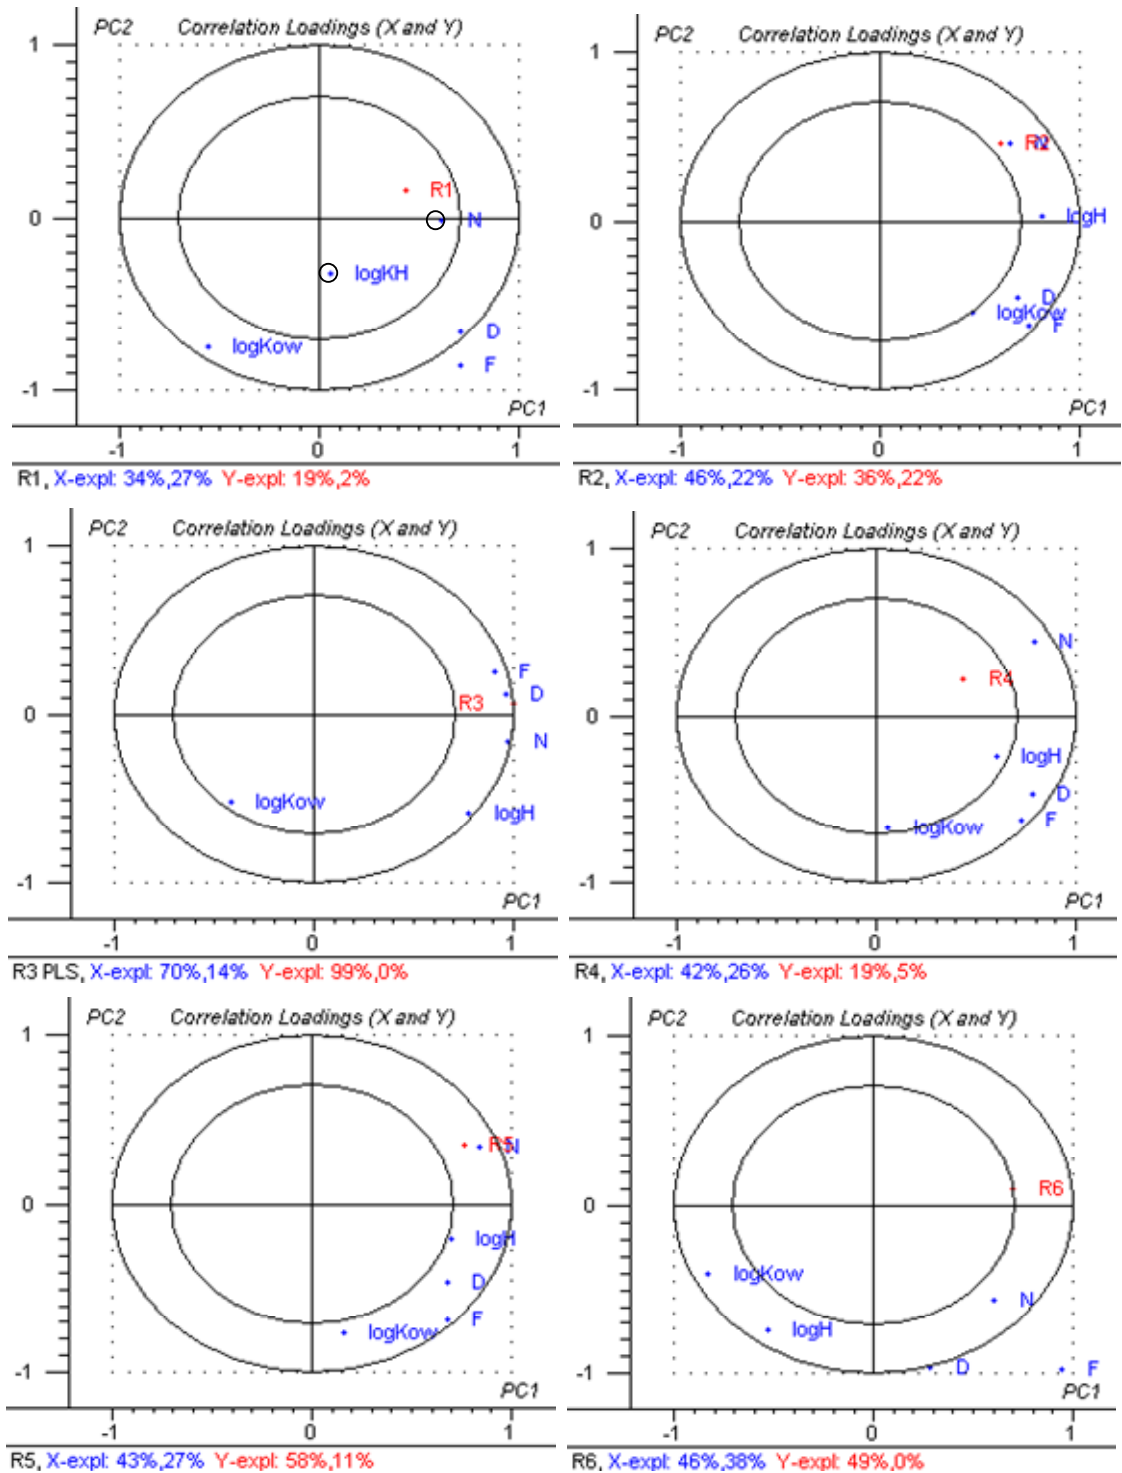 PC2 Correlation Loadings (X and Y)
1
R1
0
N
logKH
D
logKow
F
-1
PC1
-1 0 1
R1, X-expl: 34%,27% Y-expl: 19%,2%
PC2 Correlation Loadings (X and Y)
1
R2 N
logH
0
D
logKow
F
-1
PC1
-1 0 1
R2, X-expl: 46%,22% Y-expl: 36%,22%
PC2 Correlation Loadings (X and Y)
1
F
D
R3
0
N
logKow
logH
-1
PC1
-1 0 1
R3 PLS, X-expl: 70%,14% Y-expl: 99%,0%
PC2 Correlation Loadings (X and Y)
1
N
R4
0
logH
D
F
logKow
-1
PC1
-1 0 1
R4, X-expl: 42%,26% Y-expl: 19%,5%
PC2 Correlation Loadings (X and Y)
1
R5 N
0
logH
D
F
logKow
-1
PC1
-1 0 1
R5, X-expl: 43%,27% Y-expl: 58%,11%
PC2 Correlation Loadings (X and Y)
1
R6
0
logKow
N
logH
D F
-1
PC1
-1 0 1
R6, X-expl: 46%,38% Y-expl: 49%,0%